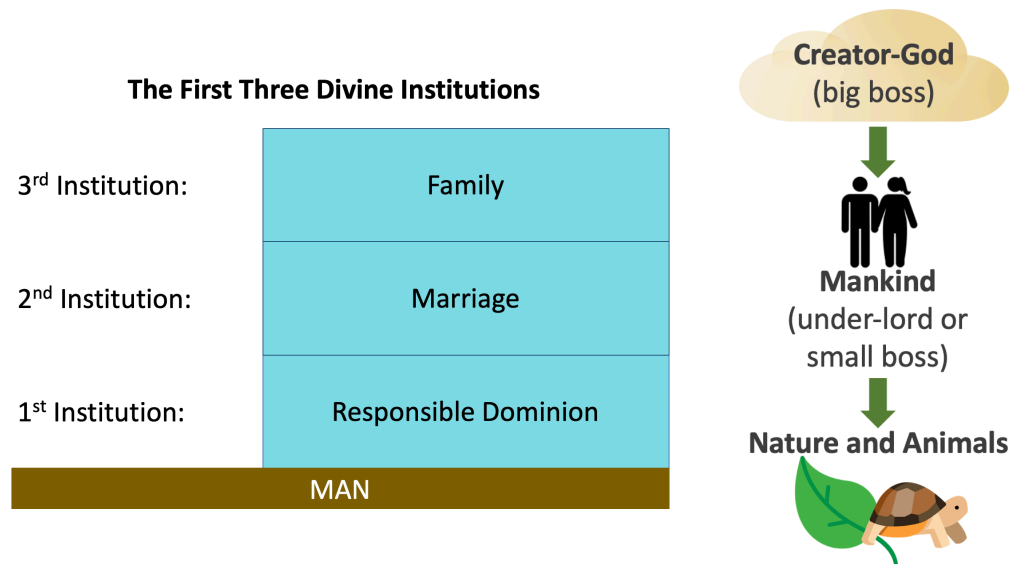 The First Three Divine Institutions
3rd Institution:
Family
2nd Institution:
Marriage
1st Institution:
Responsible Dominion
MAN
Creator-God
(big boss)
Mankind
(under-lord or
small boss)
Nature and Animals